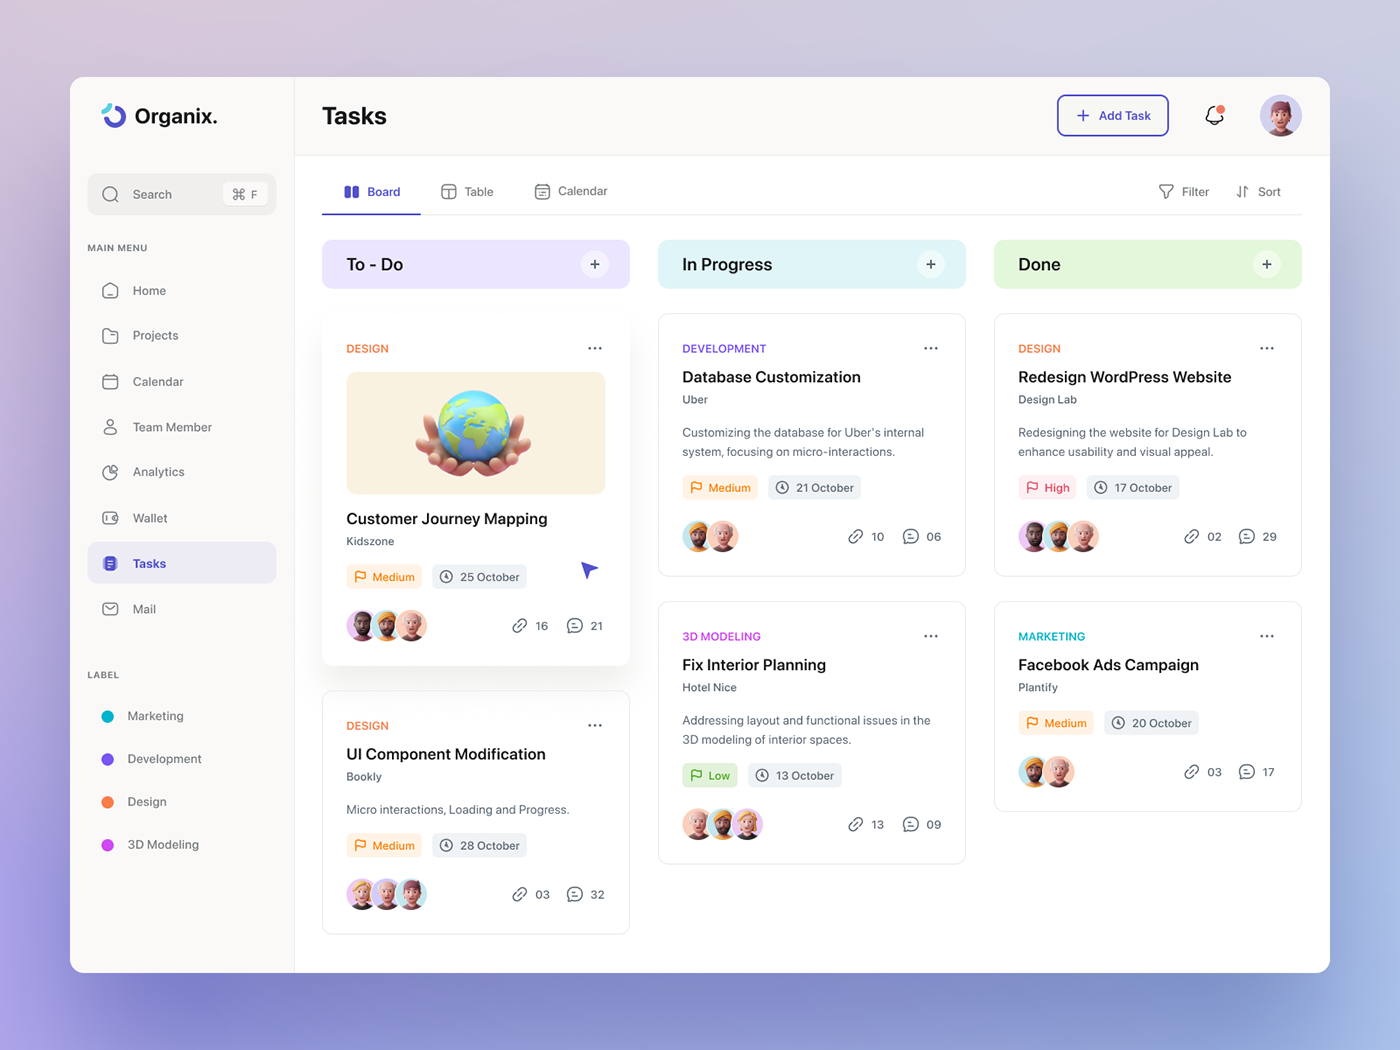 Organix.
Search
⌘ F
MAIN MENU
Home
Projects
Calendar
Team Member
Analytics
Wallet
Tasks
Mail
LABEL
Marketing
Development
Design
3D Modeling
Tasks
+ Add Task
Board
Table
Calendar
Filter
Sort
To - Do
+
DESIGN
Customer Journey Mapping
Kidszone
Medium
25 October
16
21
DESIGN
UI Component Modification
Bookly
Micro interactions, Loading and Progress.
Medium
28 October
03
32
In Progress
+
DEVELOPMENT
Database Customization
Uber
Customizing the database for Uber's internal
system, focusing on micro-interactions.
Medium
21 October
10
06
3D MODELING
Fix Interior Planning
Hotel Nice
Addressing layout and functional issues in the
3D modeling of interior spaces.
Low
13 October
13
09
Done
+
DESIGN
Redesign WordPress Website
Design Lab
Redesigning the website for Design Lab to
enhance usability and visual appeal.
High
17 October
02
29
MARKETING
Facebook Ads Campaign
Plantify
Medium
20 October
03
17